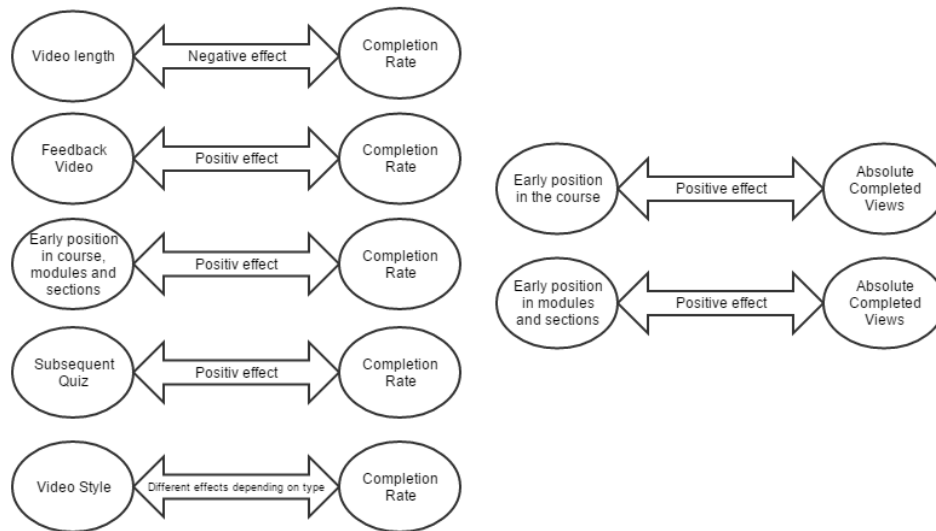 Video length
Negative effect
Completion
Rate
Feedback
Video
Positiv effect
Completion
Rate
Early position
in course,
modules and
sections
Positiv effect
Completion
Rate
Subsequent
Quiz
Positiv effect
Completion
Rate
Video Style
Different effects depending on type
Completion
Rate
Early position
in the course
Positive effect
Absolute
Completed
Views
Early position
in modules
and sections
Positive effect
Absolute
Completed
Views